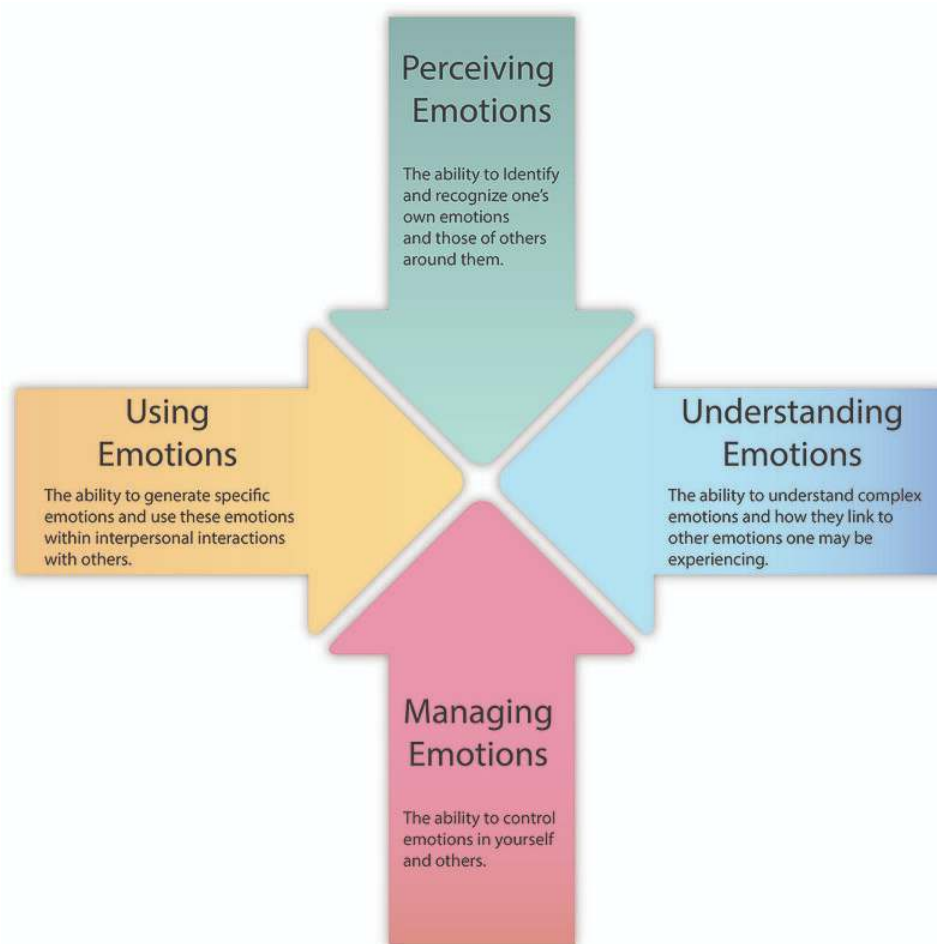 Perceiving
Emotions
The ability to Identify
and recognize one's
own emotions
and those of others
around them.
Using
Emotions
The ability to generate specific
emotions and use these emotions
within interpersonal interactions
with others.
Understanding
Emotions
The ability to understand complex
emotions and how they link to
other emotions one may be
experiencing.
Managing
Emotions
The ability to control
emotions in yourself
and others.